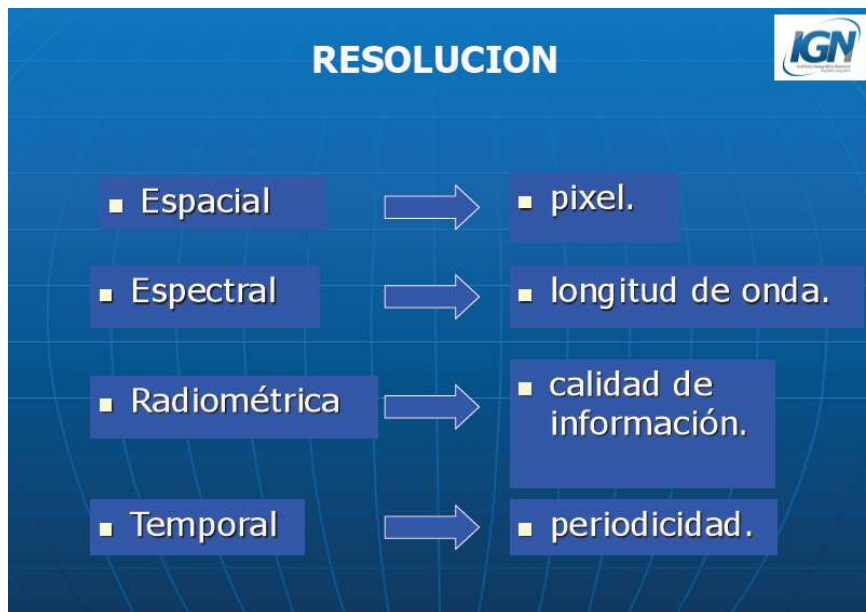 RESOLUCION
IGN
▪ Espacial
▪ pixel.
▪ Espectral
▪ longitud de onda.
▪ Radiométrica
▪ calidad de
información.
▪ Temporal
▪ periodicidad.